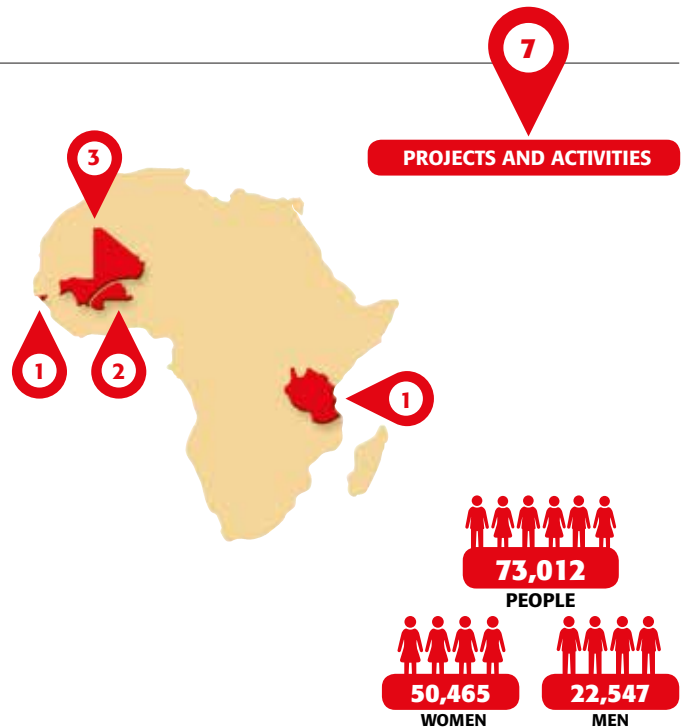 7
PROJECTS AND ACTIVITIES
3
1
2
1
73,012
PEOPLE
50,465
WOMEN
22,547
MEN